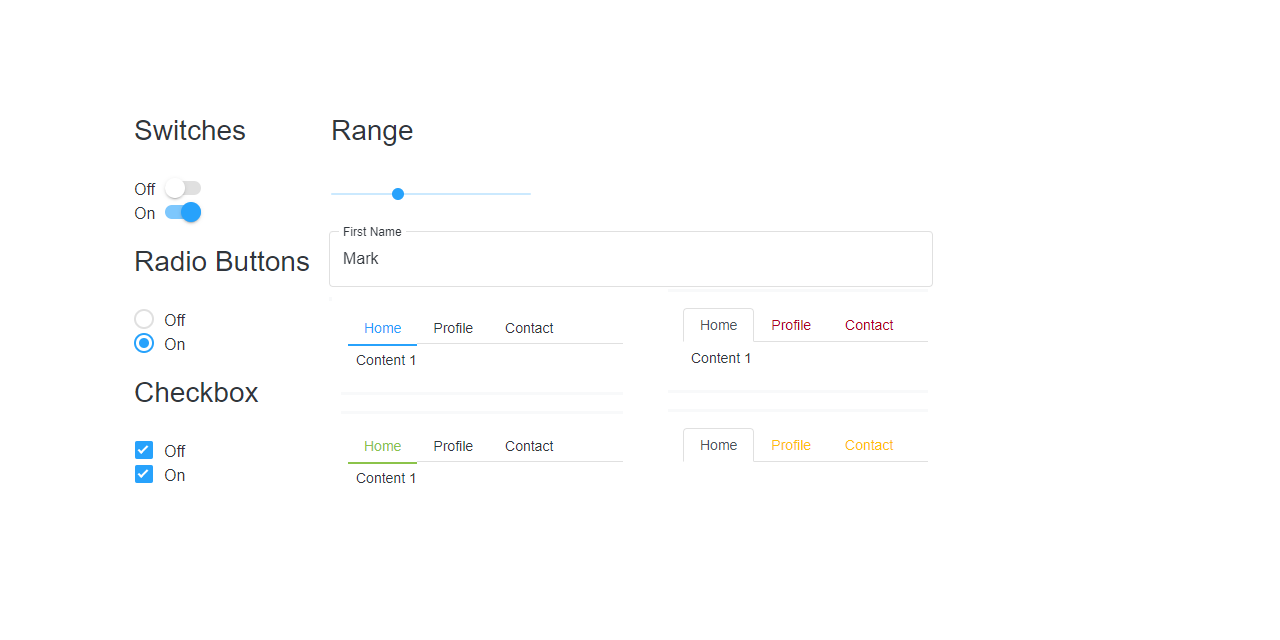 Switches
Off
On
Radio Buttons
Off
On
Checkbox
Off
On
Range
First Name
Mark
Home Profile Contact
Content 1
Home Profile Contact
Content 1
Home Profile Contact
Content 1
Home Profile Contact